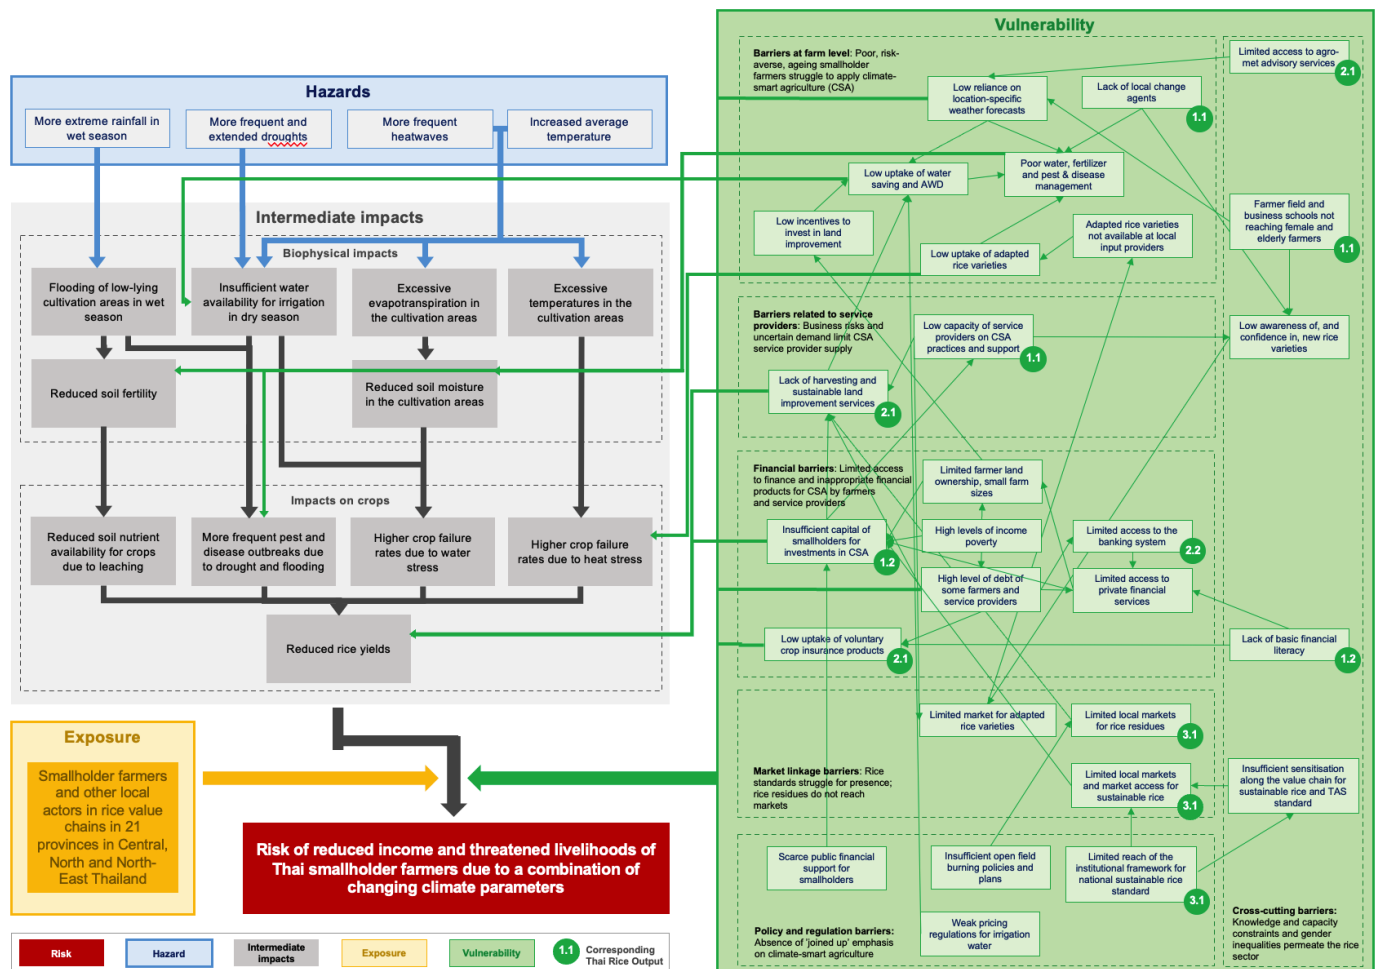 Vulnerability
Barriers at farm level: Poor, risk-
averse, ageing smallholder
farmers struggle to apply climate-
smart agriculture (CSA)
Limited access to agro-
met advisory services
2.1
Low reliance on
location-specific
weather forecasts
Lack of local change
agents
1.1
Hazards
More extreme rainfall in
wet season
More frequent and
extended droughts
More frequent
heatwaves
Increased average
temperature
Low uptake of water
saving and AWD
Poor water, fertilizer
and pest & disease
management
Low incentives to
invest in land
improvement
Adapted rice varieties
not available at local
input providers
Farmer field and
business schools not
reaching female and
elderly farmers
1.1
Low uptake of adapted
rice varieties
Intermediate impacts
Biophysical impacts
Flooding of low-lying
cultivation areas in wet
season
Insufficient water
availability for irrigation
in dry season
Excessive
evapotranspiration in
the cultivation areas
Excessive
temperatures in the
cultivation areas
Reduced soil fertility
Reduced soil moisture
in the cultivation areas
Barriers related to service
providers: Business risks and
uncertain demand limit CSA
service provider supply
Low capacity of service
providers on CSA
practices and support
1.1
Low awareness of, and
confidence in, new rice
varieties
Lack of harvesting and
sustainable land
improvement services
2.1
Impacts on crops
Reduced soil nutrient
availability for crops
due to leaching
More frequent pest and
disease outbreaks due
to drought and flooding
Higher crop failure
rates due to water
stress
Higher crop failure
rates due to heat stress
Reduced rice yields
Financial barriers: Limited access
to finance and inappropriate financial
products for CSA by farmers
and service providers
Limited farmer land
ownership, small farm
sizes
Insufficient capital of
smallholders for
investments in CSA
1.2
High levels of income
poverty
Limited access to the
banking system
2.2
High level of debt of
some farmers and
service providers
Limited access to
private financial
services
Low uptake of voluntary
crop insurance products
2.1
Lack of basic financial
literacy
1.2
Exposure
Smallholder farmers
and other local
actors in rice value
chains in 21
provinces in Central,
North and North-
East Thailand
Limited market for adapted
rice varieties
Limited local markets
for rice residues
3.1
Market linkage barriers: Rice
standards struggle for presence;
rice residues do not reach
markets
Limited local markets
and market access for
sustainable rice
3.1
Insufficient sensitisation
along the value chain for
sustainable rice and TAS
standard
Risk of reduced income and threatened livelihoods of
Thai smallholder farmers due to a combination of
changing climate parameters
Scarce public financial
support for
smallholders
Insufficient open field
burning policies and
plans
Limited reach of the
institutional framework for
national sustainable rice
standard
3.1
Weak pricing
regulations for irrigation
water
Policy and regulation barriers:
Absence of 'joined up' emphasis
on climate-smart agriculture
Cross-cutting barriers:
Knowledge and capacity
constraints and gender
inequalities permeate the rice
sector
Risk
Hazard
Intermediate
impacts
Exposure
Vulnerability
1.1
Corresponding
Thai Rice Output